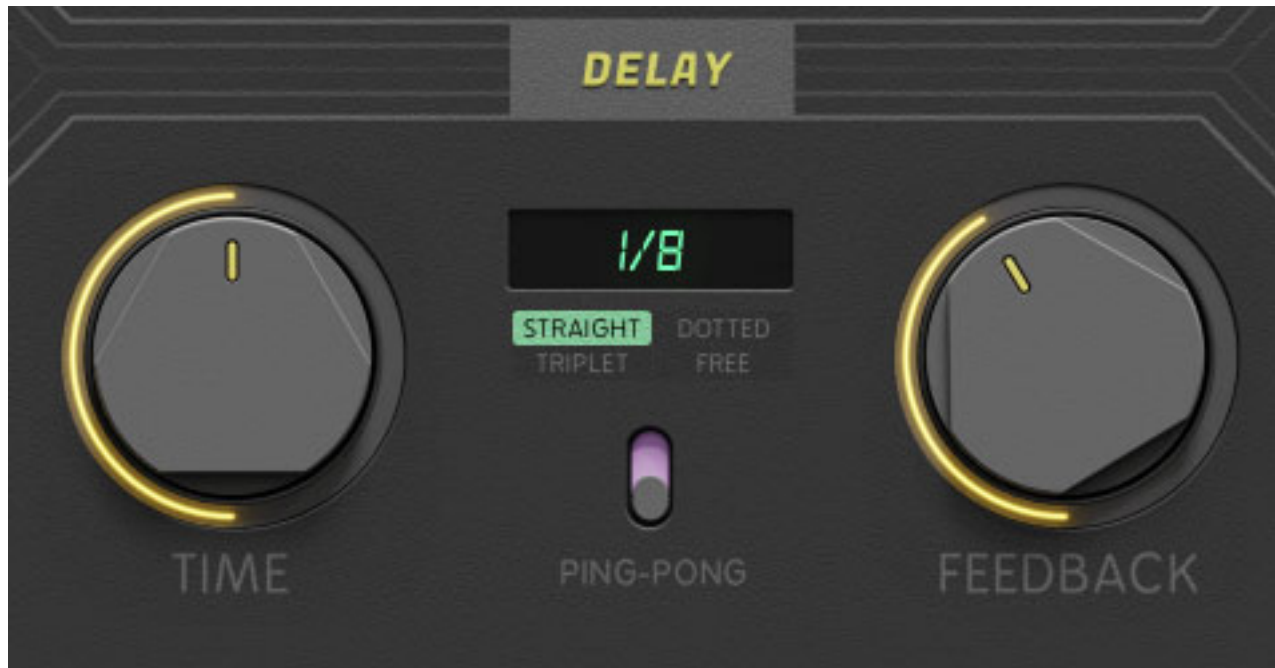 DELAY
1/8
STRAIGHT DOTTED
TRIPLET FREE
PING-PONG
TIME
FEEDBACK